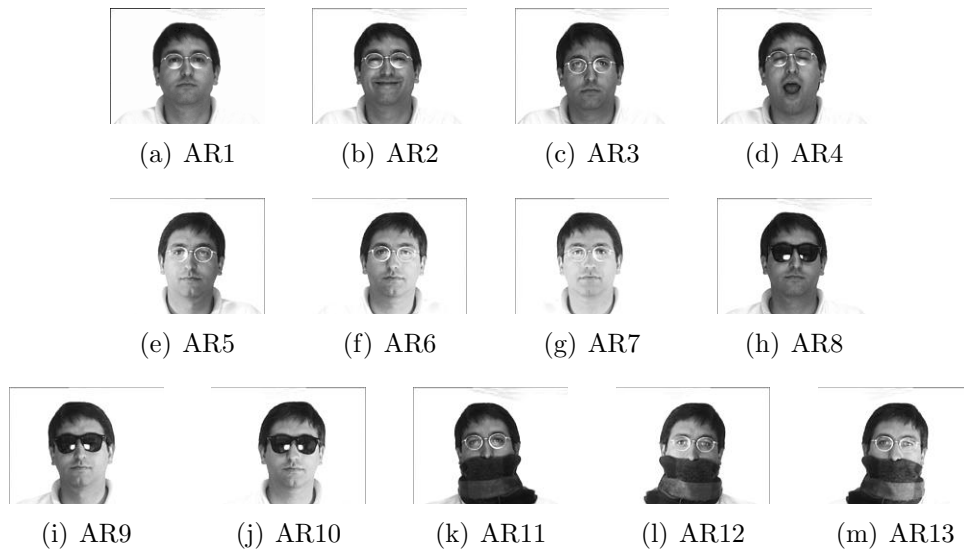 (a) AR1 (b) AR2 (c) AR3 (d) AR4
(e) AR5 (f) AR6 (g) AR7 (h) AR8
(i) AR9 (j) AR10 (k) AR11 (l) AR12 (m) AR13